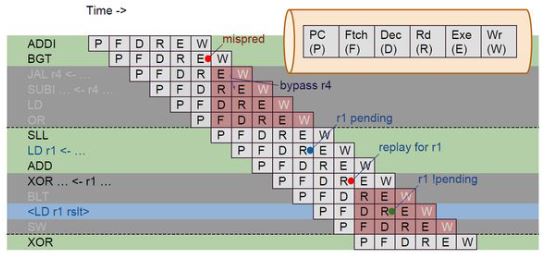 Time ->
mispred
PC (P) Ftch (F) Dec (D) Rd (R) Exe (E) Wr (W)
ADDI P F D R E W
BGT P F D R E W
JAL r4 <- … P F D R E W
SUBI … <- r4 … P F D R E W
bypass r4
LD P F D R E W
OR P F D R E W
SLL P F D R E W
r1 pending
LD r1 <- … P F D R E W
ADD P F D R E W
replay for r1
XOR … <- r1 … P F D R E W
r1 !pending
BLT P F D R E W
<LD r1 rslt> P F D R E W
SW P F D R E W
XOR P F D R E W